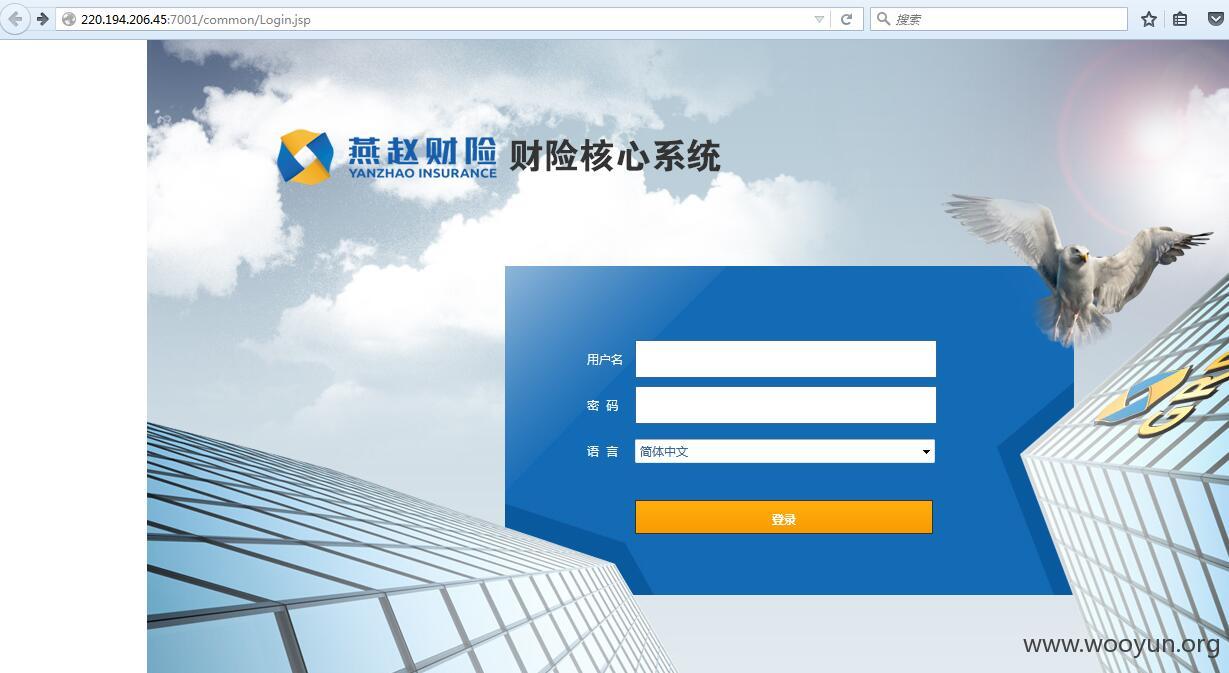 220.194.206.45:7001/common/Login.jsp
搜索
燕赵财险 财险核心系统
YANZHAO INSURANCE
用户名
密 码
语 言 简体中文
登录
www.wooyun.org